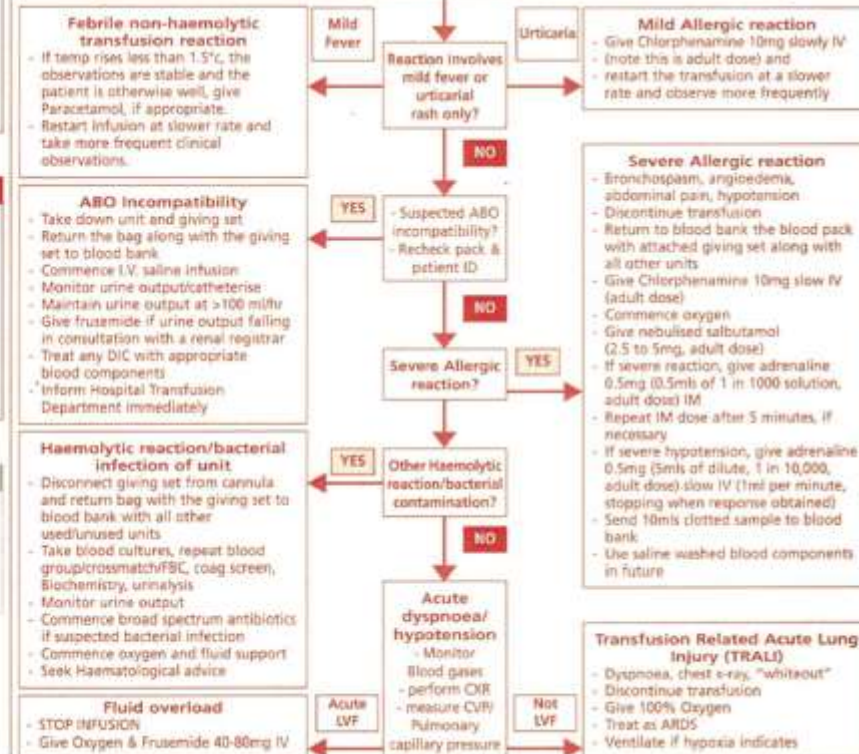 Febrile non-haemolytic
transfusion reaction
- If temp rises less than 1.5°c, the
observations are stable and the
patient is otherwise well, give
Paracetamol, if appropriate.
- Restart infusion at slower rate and
take more frequent clinical
observations.
Mild
Fever
Reaction involves
mild fever or
urticarial
rash only?
Urticaria
Mild Allergic reaction
- Give Chlorphenamine 10mg slowly IV
- (note this is adult dose) and
- restart the transfusion at a slower
rate and observe more frequently
NO
ABO Incompatibility
- Take down unit and giving set
- Return the bag along with the giving
set to blood bank
- Commence I.V. saline infusion
- Monitor urine output/catheterise
- Maintain urine output at >100 ml/hr
- Give frusemide if urine output falling
in consultation with a renal registrar
- Treat any DIC with appropriate
blood components
- Inform Hospital Transfusion
Department immediately
YES
- Suspected ABO
incompatibility?
- Recheck pack &
patient ID
NO
Severe Allergic
reaction?
YES
Severe Allergic reaction
- Bronchospasm, angioedema,
abdominal pain, hypotension
- Discontinue transfusion
- Return to blood bank the blood pack
with attached giving set along with
all other units
- Give Chlorphenamine 10mg slow IV
(adult dose)
- Commence oxygen
- Give nebulised salbutamol
(2.5 to 5mg, adult dose)
- If severe reaction, give adrenaline
0.5mg (0.5mls of 1 in 1000 solution,
adult dose) IM
- Repeat IM dose after 5 minutes, if
necessary
- If severe hypotension, give adrenaline
0.5mg (5mls of dilute, 1 in 10,000,
adult dose) slow IV (1ml per minute,
stopping when response obtained)
- Send 10mls clotted sample to blood
bank
- Use saline washed blood components
in future
Haemolytic reaction/bacterial
infection of unit
- Disconnect giving set from cannula
and return bag with the giving set to
blood bank with all other
used/unused units
- Take blood cultures, repeat blood
group/crossmatch/FBC, coag screen,
Biochemistry, urinalysis
- Monitor urine output
- Commence broad spectrum antibiotics
if suspected bacterial infection
- Commence oxygen and fluid support
- Seek Haematological advice
YES
Other Haemolytic
reaction/bacterial
contamination?
NO
Acute
dyspnoea/
hypotension
- Monitor
Blood gases
- perform CXR
- measure CVP/
Pulmonary
capillary pressure
Fluid overload
- STOP INFUSION
- Give Oxygen & Frusemide 40-80mg IV
Acute
LVF
Not
LVF
Transfusion Related Acute Lung
Injury (TRALI)
- Dyspnoea, chest x-ray, "whiteout"
- Discontinue transfusion
- Give 100% Oxygen
- Treat as ARDS
- Ventilate if hypoxia indicates